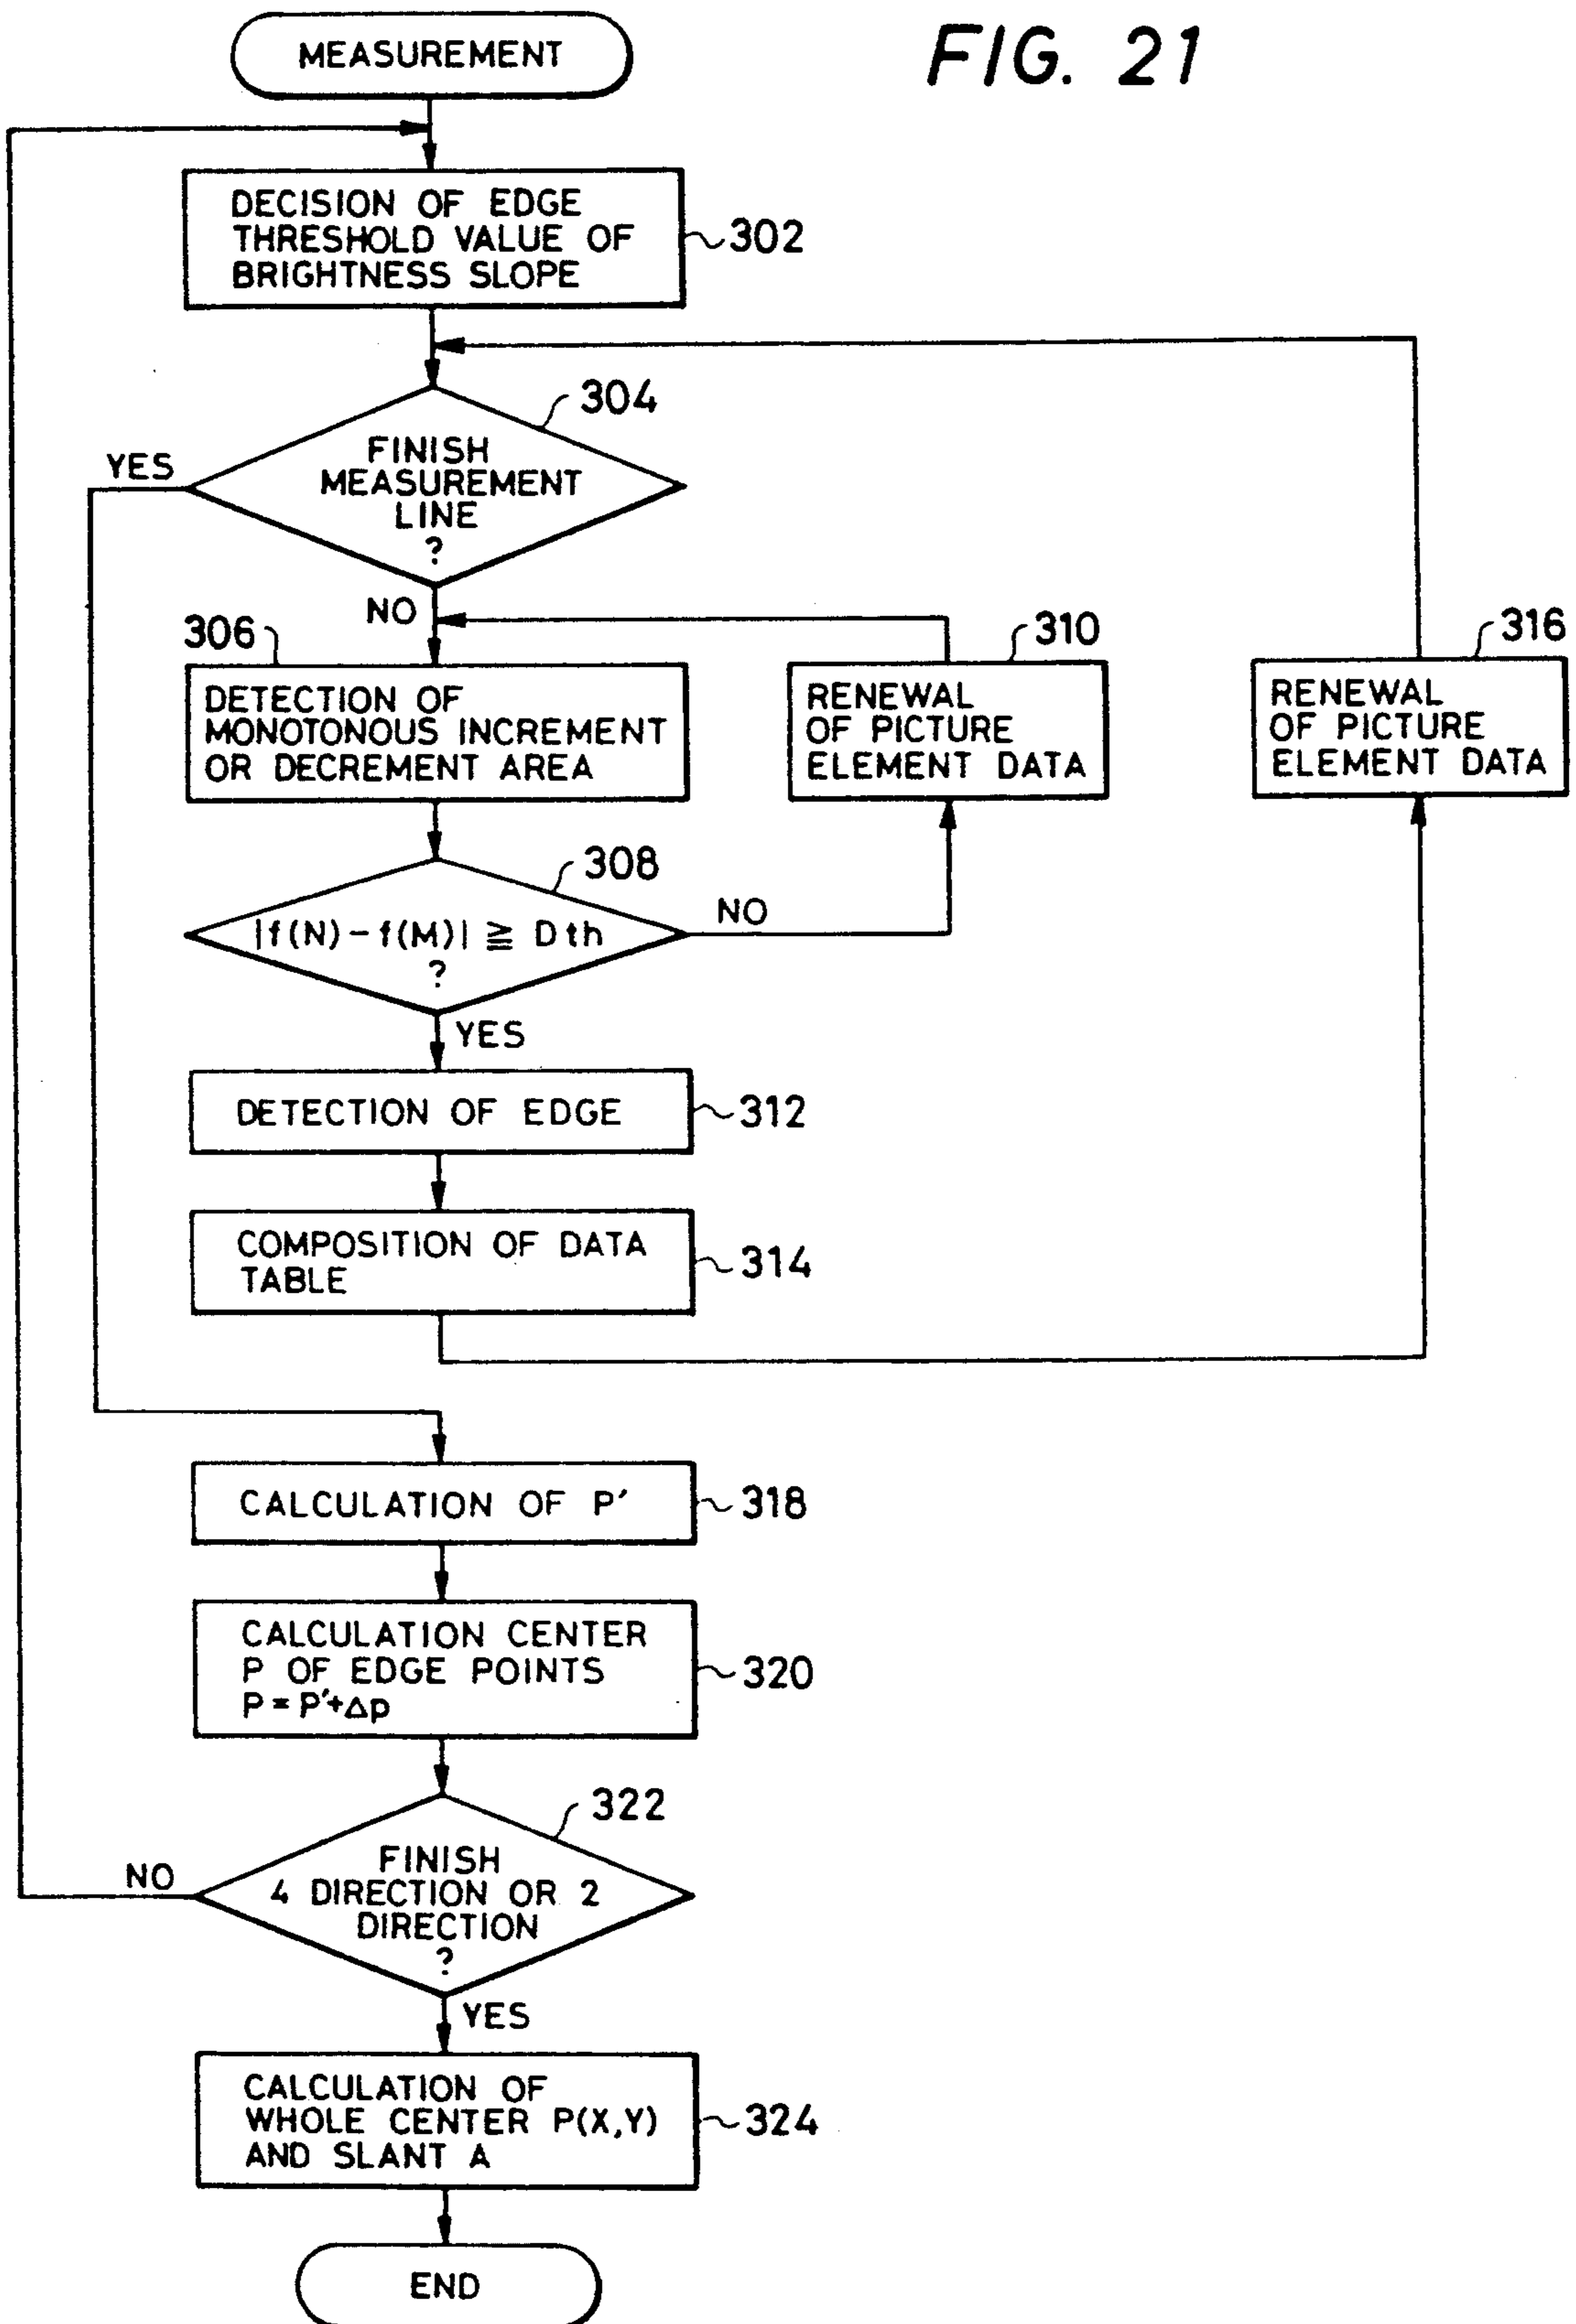 FIG. 21
MEASUREMENT
DECISION OF EDGE
THRESHOLD VALUE OF
BRIGHTNESS SLOPE
302
304
FINISH
MEASUREMENT
LINE
?
YES
NO
306
DETECTION OF
MONOTONOUS INCREMENT
OR DECREMENT AREA
310
RENEWAL
OF PICTURE
ELEMENT DATA
316
RENEWAL
OF PICTURE
ELEMENT DATA
308
|f(N)-f(M)| ≧ Dth
?
NO
YES
DETECTION OF EDGE
312
COMPOSITION OF DATA
TABLE
314
CALCULATION OF P'
318
CALCULATION CENTER
P OF EDGE POINTS
P=P'+Δp
320
322
FINISH
4 DIRECTION OR 2
DIRECTION
?
NO
YES
CALCULATION OF
WHOLE CENTER P(X,Y)
AND SLANT A
324
END